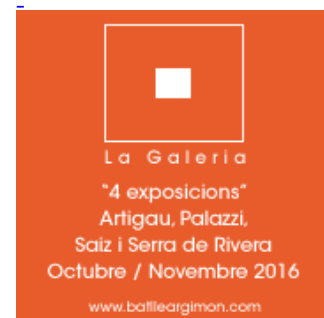 La Galeria
"4 exposicions"
Artigau, Palazzi,
Saiz i Serra de Rivera
Octubre / Novembre 2016
www.batlleargimon.com